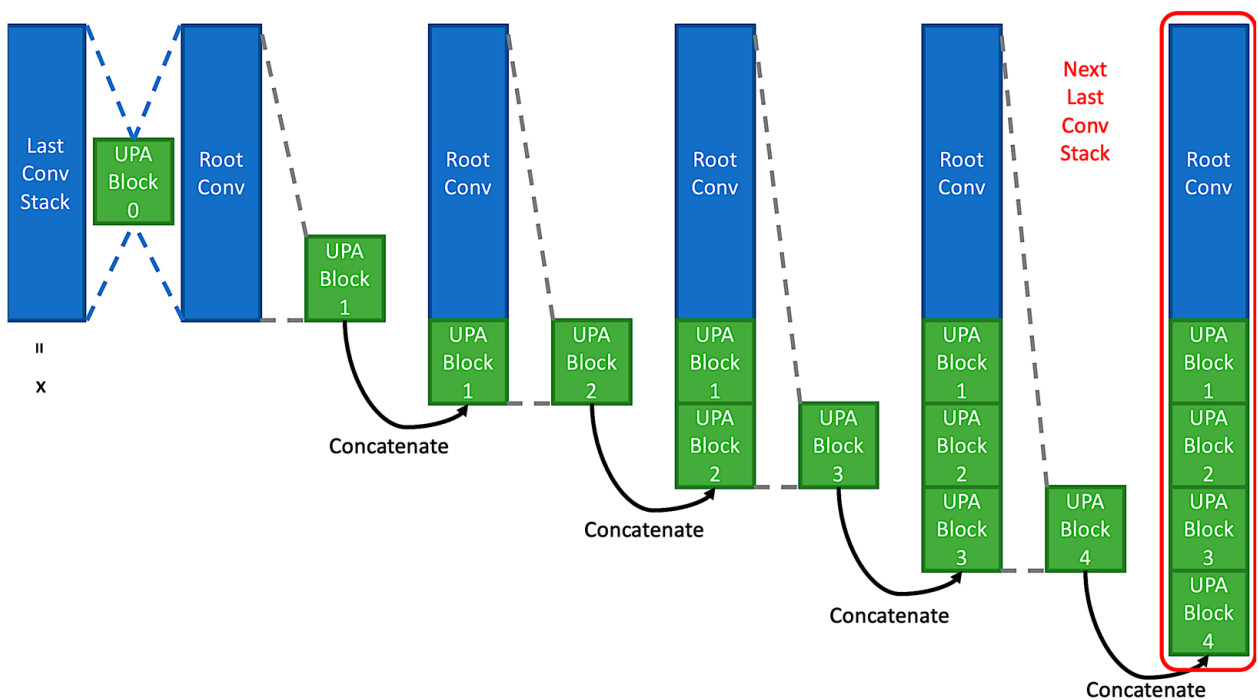 Last
Conv
Stack
UPA
Block
0
Root
Conv
=
x
UPA
Block
1
Concatenate
Root
Conv
UPA
Block
1
UPA
Block
2
Concatenate
Root
Conv
UPA
Block
1
UPA
Block
2
UPA
Block
3
Concatenate
Root
Conv
UPA
Block
1
UPA
Block
2
UPA
Block
3
Next
Last
Conv
Stack
UPA
Block
4
Concatenate
Root
Conv
UPA
Block
1
UPA
Block
2
UPA
Block
3
UPA
Block
4